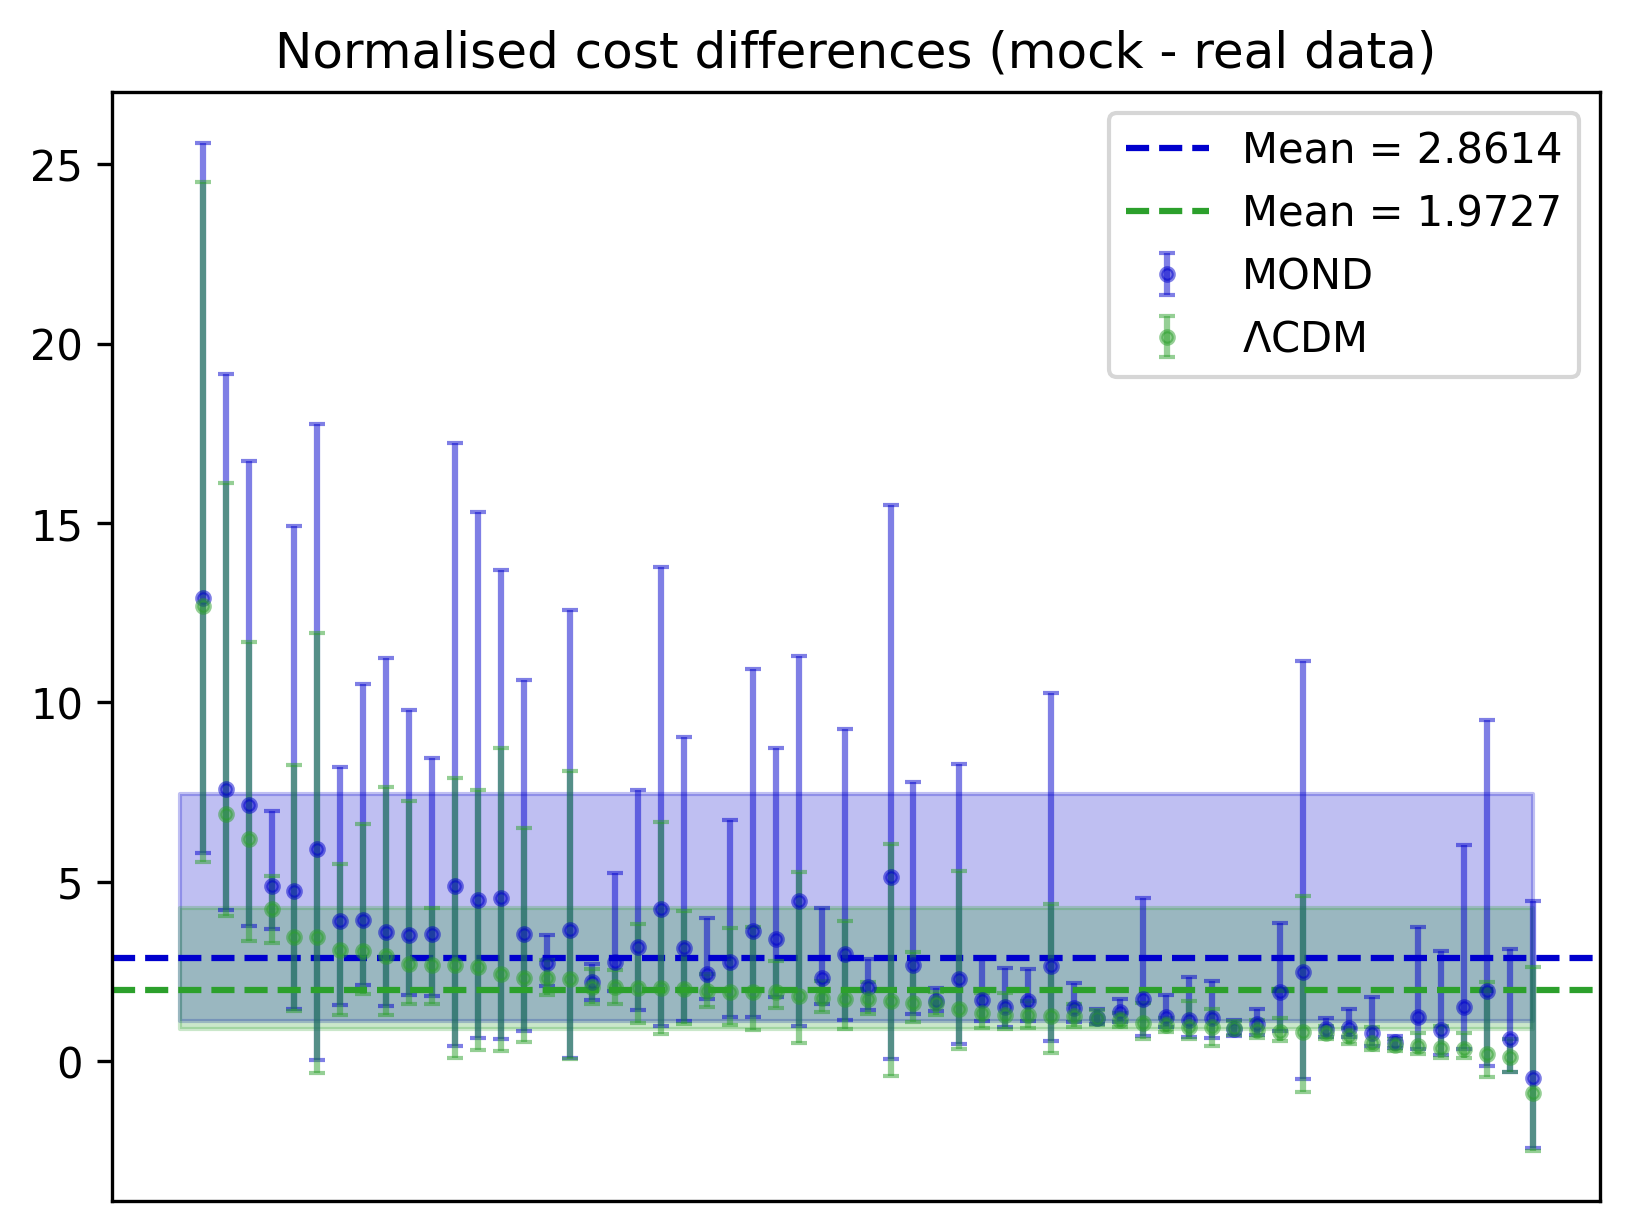 Normalised cost differences (mock - real data)
25
20
15
10
5
0
Mean = 2.8614
Mean = 1.9727
MOND
ΛCDM